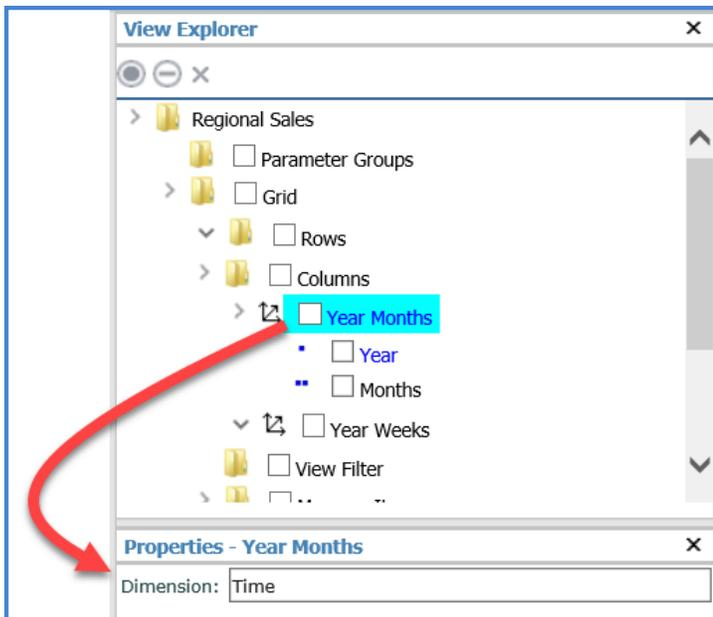 View Explorer
Regional Sales
Parameter Groups
Grid
Rows
Columns
Year Months
Year
Months
Year Weeks
View Filter
Properties - Year Months
Dimension: Time